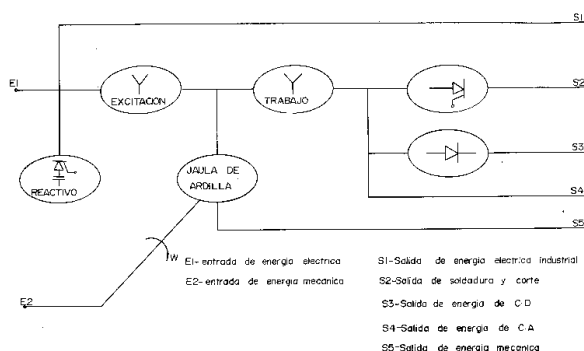 S1
E1
S2
EXCITACIÓN
TRABAJO
S3
REACTIVO
JAULA DE
ARDILLA
S4
S5
W
E1- entrada de energia electrica
E2- entrada de energia mecánica
E2
S1-Salida de energia electrica industrial
S2-Salida de soldadura y corte
S3-Salida de energia de C·D
S4-Salida de energia de C·A
S5-Salida de energia mecanica